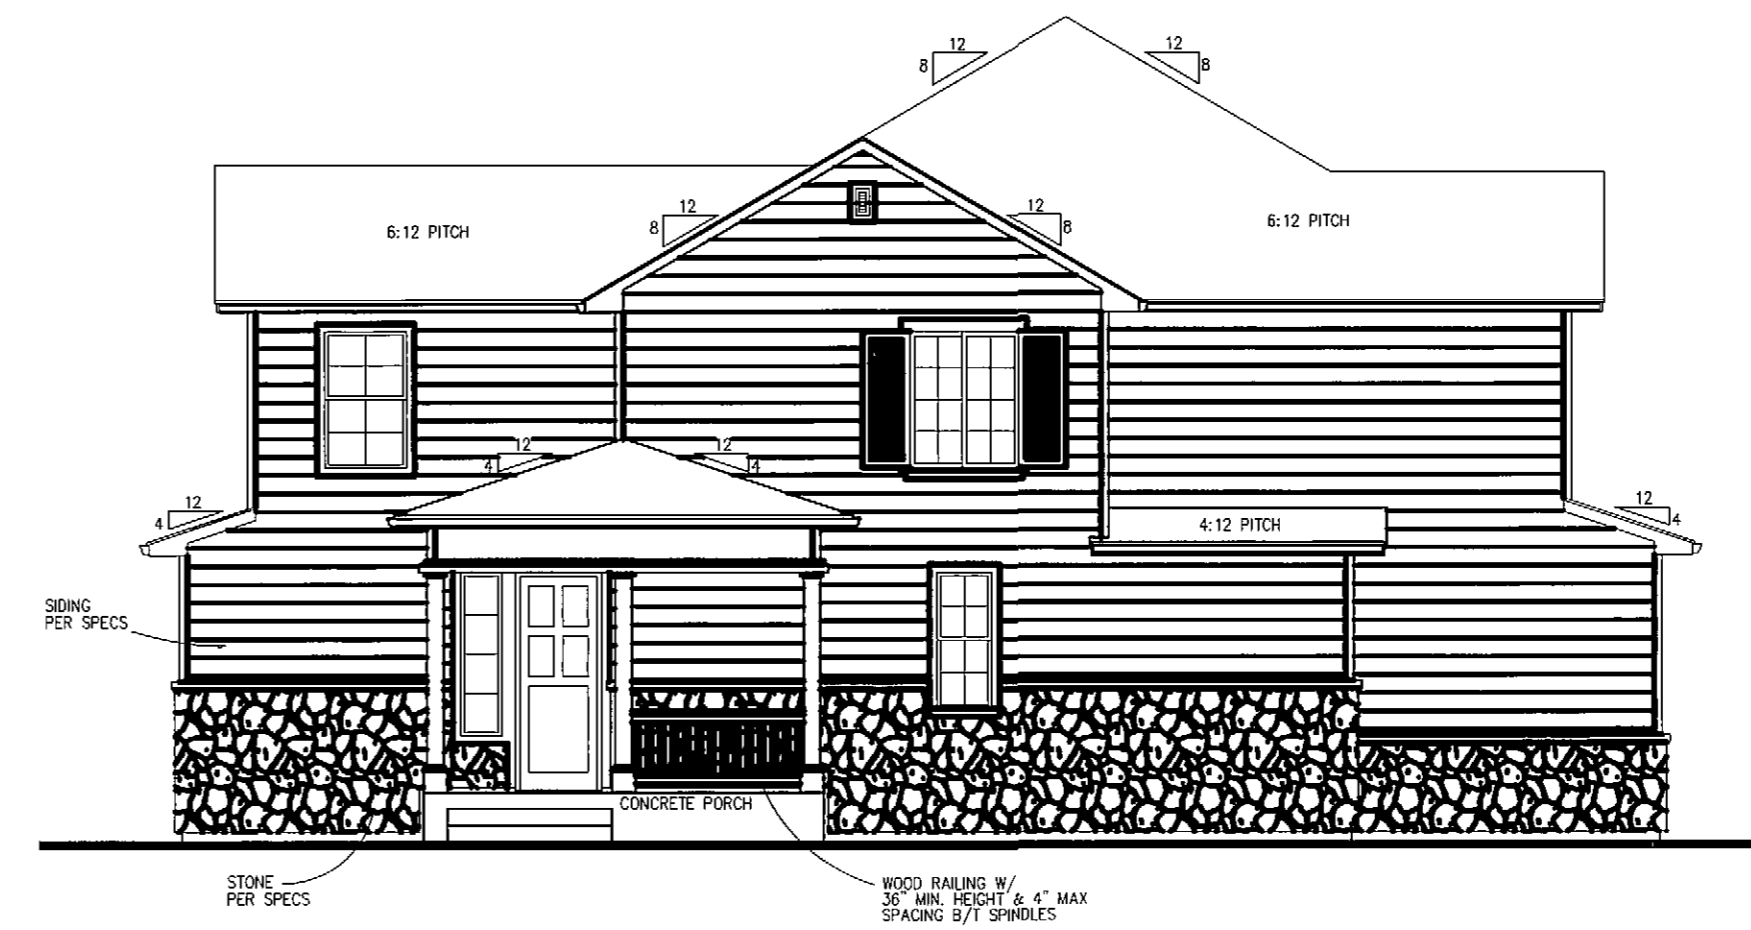 12
8
12
8
12
8
12
8
6:12 PITCH
6:12 PITCH
12
4
12
4
12
4
12
4
4:12 PITCH
SIDING
PER SPECS
CONCRETE PORCH
STONE
PER SPECS
WOOD RAILING W/
36" MIN. HEIGHT & 4" MAX
SPACING B/T SPINDLES